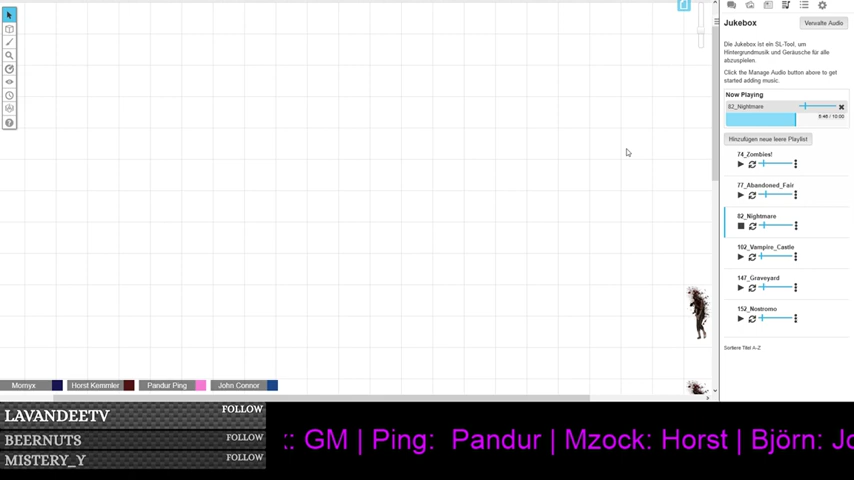 Jukebox
Verwalte Audio
Die Jukebox ist ein SL-Tool, um
Hintergrundmusik und Geräusche für alle
abzuspielen.
Click the Manage Audio button above to get
started adding music.
Now Playing
82_Nightmare
5:46 / 10:00
Hinzufügen neue leere Playlist
74_Zombies!
77_Abandoned_Fair
82_Nightmare
102_Vampire_Castle
147_Graveyard
152_Nostromo
Sortiere Titel A-Z
Mornyx
Horst Kemmler
Pandur Ping
John Connor
LAVANDEETV FOLLOW
BEERNUTS FOLLOW
MISTERY_Y FOLLOW
:: GM | Ping: Pandur | Mzock: Horst | Björn: Jo